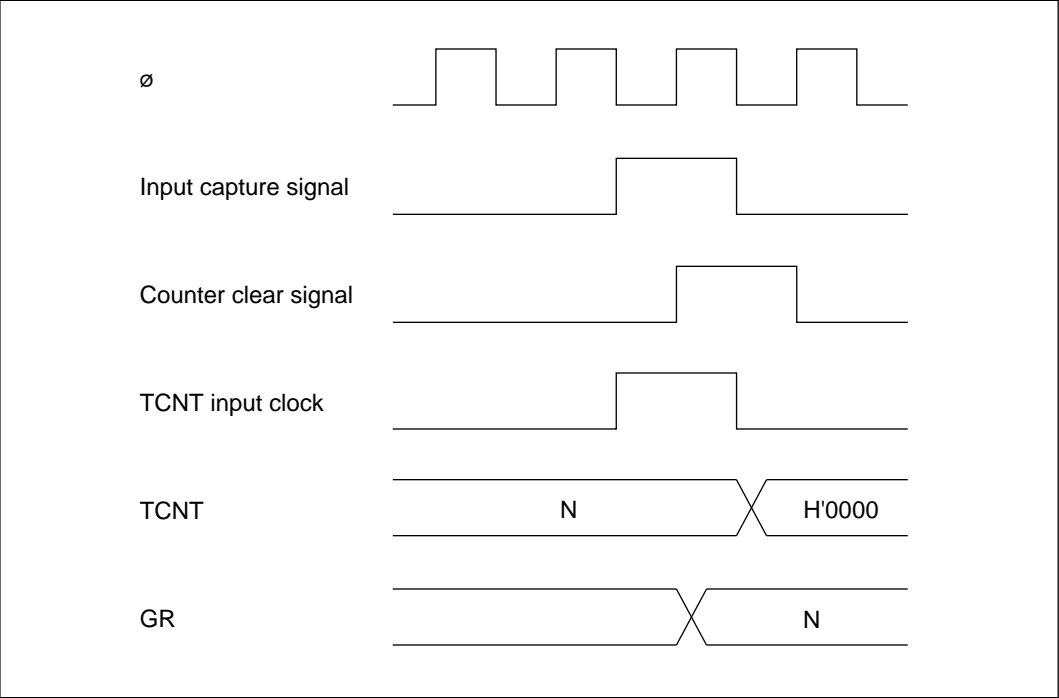 ø
Input capture signal
Counter clear signal
TCNT input clock
TCNT
N
H'0000
GR
N